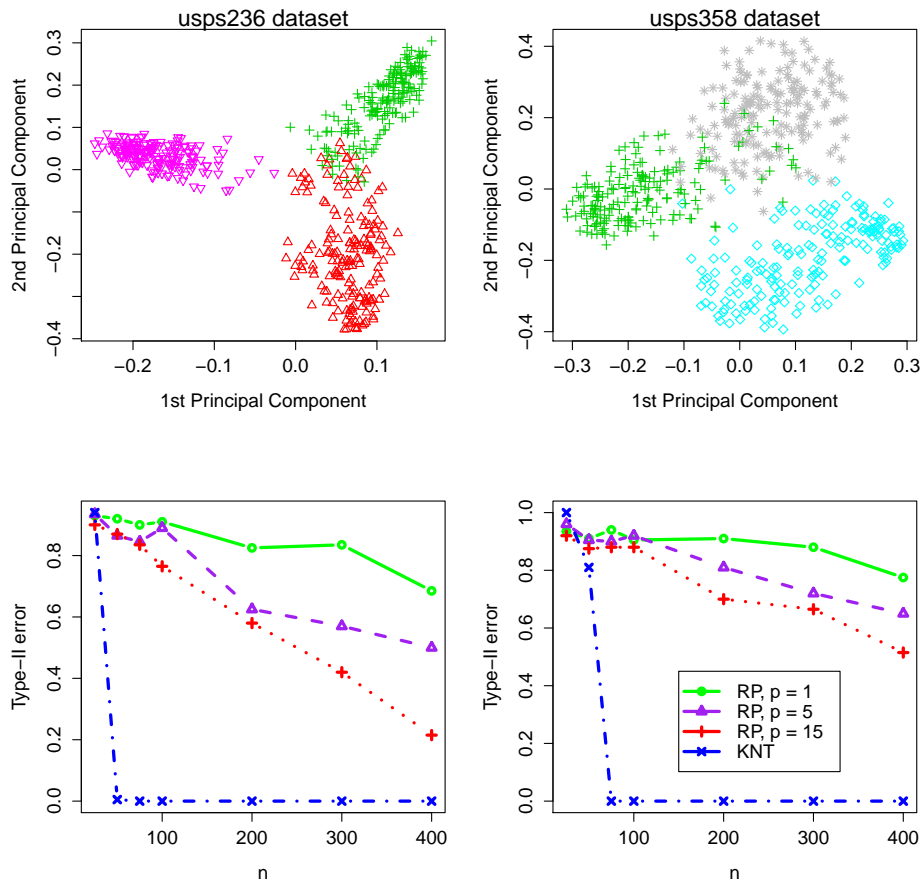 usps236 dataset
usps358 dataset
2nd Principal Component
0.3
0.2
0.1
0.0
−0.2
−0.4
−0.2
−0.1
0.0
0.1
1st Principal Component
2nd Principal Component
0.4
0.2
0.0
−0.2
−0.4
−0.3
−0.2
−0.1
0.0
0.1
0.2
0.3
1st Principal Component
Type−II error
0.8
0.6
0.4
0.2
0.0
100
200
300
400
n
Type−II error
1.0
0.8
0.6
0.4
0.2
0.0
RP, p = 1
RP, p = 5
RP, p = 15
KNT
100
200
300
400
n